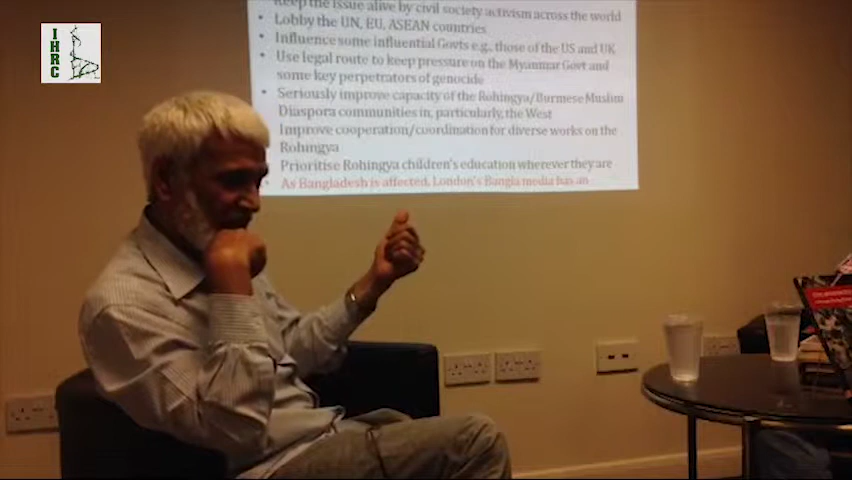 IHRC
Keep the issue alive by civil society activism across the world
• Lobby the UN, EU, ASEAN countries
• Influence some influential Govts e.g., those of the US and UK
• Use legal route to keep pressure on the Myanmar Govt and
some key perpetrators of genocide
• Seriously improve capacity of the Rohingya/Burmese Muslim
Diaspora communities in, particularly, the West
Improve cooperation/coordination for diverse works on the
Rohingya
Prioritise Rohingya children's education wherever they are
• As Bangladesh is affected, London's Bangla media has an